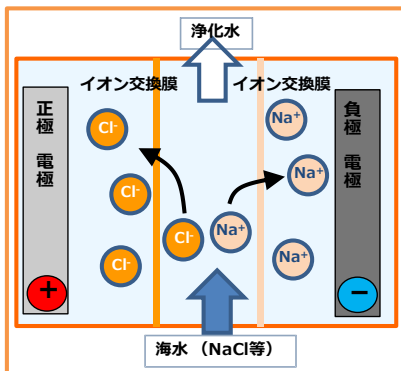 浄化水
イオン交換膜 イオン交換膜
正極 電極
負極 電極
Cl-
Na⁺
Cl-
Na⁺
Cl-
Na⁺
Cl-
Na⁺
+
−
海水 （NaCl等）